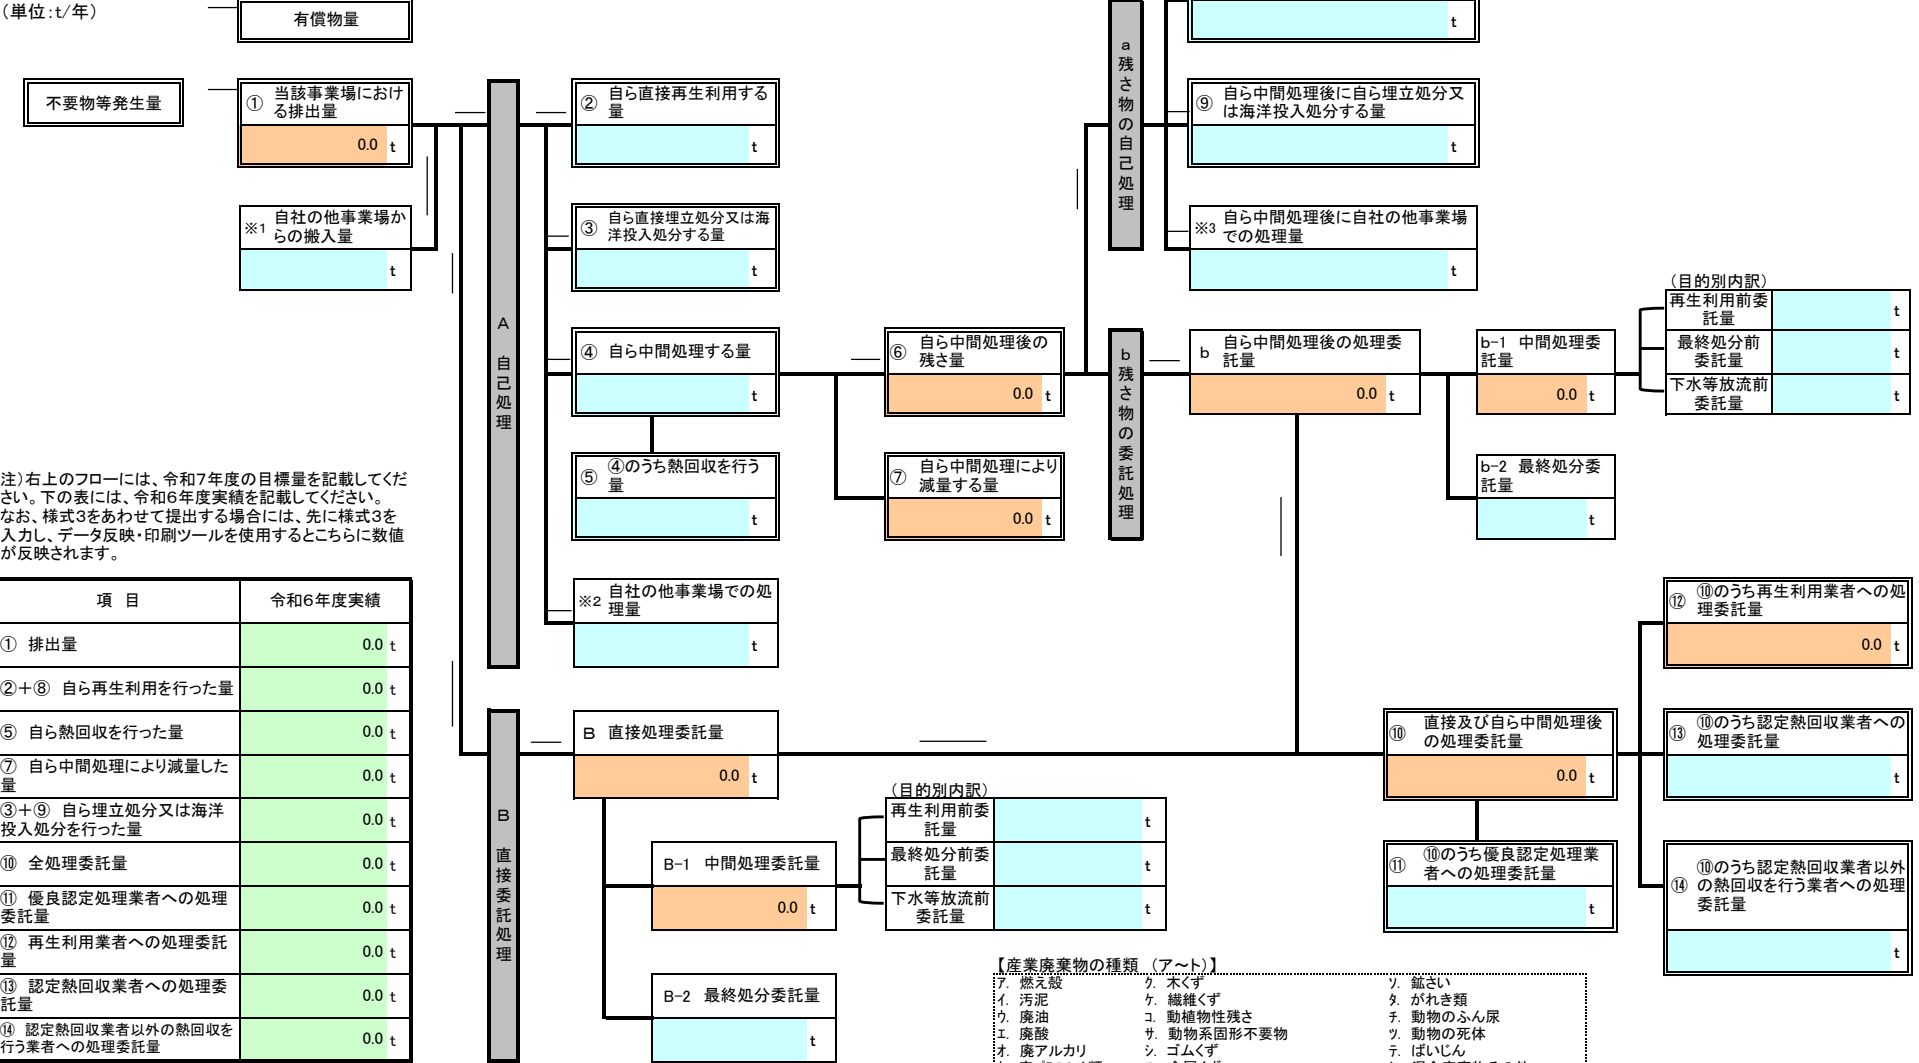 （単位：t/年）
有償物量
t
不要物等発生量
① 当該事業場におけ
る排出量
0.0 t
※1 自社の他事業場か
らの搬入量
t
A 自己処理
② 自ら直接再生利用する
量
t
③ 自ら直接埋立処分又は海
洋投入処分する量
t
④ 自ら中間処理する量
t
⑤ ④のうち熱回収を行う
量
t
※2 自社の他事業場での処
理量
t
⑥ 自ら中間処理後の
残さ量
0.0 t
⑦ 自ら中間処理により
減量する量
0.0 t
a 残さ物の自己処理
⑨ 自ら中間処理後に自ら埋立処分又
は海洋投入処分する量
t
※3 自ら中間処理後に自社の他事業場
での処理量
t
b 残さ物の委託処理
b 自ら中間処理後の処理委
託量
0.0 t
b-1 中間処理委
託量
0.0 t
b-2 最終処分委
託量
t
（目的別内訳）
再生利用前委
託量
t
最終処分前
委託量
t
下水等放流前
委託量
t
注）右上のフローには、令和７年度の目標量を記載してくだ
さい。下の表には、令和６年度実績を記載してください。
なお、様式３をあわせて提出する場合には、先に様式３を
入力し、データ反映・印刷ツールを使用するとこちらに数値
が反映されます。
項 目 令和６年度実績
① 排出量 0.0 t
②＋⑧ 自ら再生利用を行った量 0.0 t
⑤ 自ら熱回収を行った量 0.0 t
⑦ 自ら中間処理により減量した
量 0.0 t
③＋⑨ 自ら埋立処分又は海洋
投入処分を行った量 0.0 t
⑩ 全処理委託量 0.0 t
⑪ 優良認定処理業者への処理
委託量 0.0 t
⑫ 再生利用業者への処理委託
量 0.0 t
⑬ 認定熱回収業者への処理委
託量 0.0 t
⑭ 認定熱回収業者以外の熱回収を
行う業者への処理委託量 0.0 t
B 直接委託処理
B 直接処理委託量
0.0 t
B-1 中間処理委託量
0.0 t
B-2 最終処分委託量
t
（目的別内訳）
再生利用前委
託量
t
最終処分前委
託量
t
下水等放流前
委託量
t
⑩ 直接及び自ら中間処理後
の処理委託量
0.0 t
⑪ ⑩のうち優良認定処理業
者への処理委託量
t
⑫ ⑩のうち再生利用業者への処
理委託量
0.0 t
⑬ ⑩のうち認定熱回収業者への
処理委託量
t
⑭ ⑩のうち認定熱回収業者以外
の熱回収を行う業者への処理
委託量
t
【産業廃棄物の種類 （ア～ト）】
ア. 燃え殻 ク. 木くず ソ. 鉱さい
イ. 汚泥 ケ. 繊維くず タ. がれき類
ウ. 廃油 コ. 動植物性残さ チ. 動物のふん尿
エ. 廃酸 サ. 動物系固形不要物 ツ. 動物の死体
オ. 廃アルカリ シ. ゴムくず テ. ばいじん